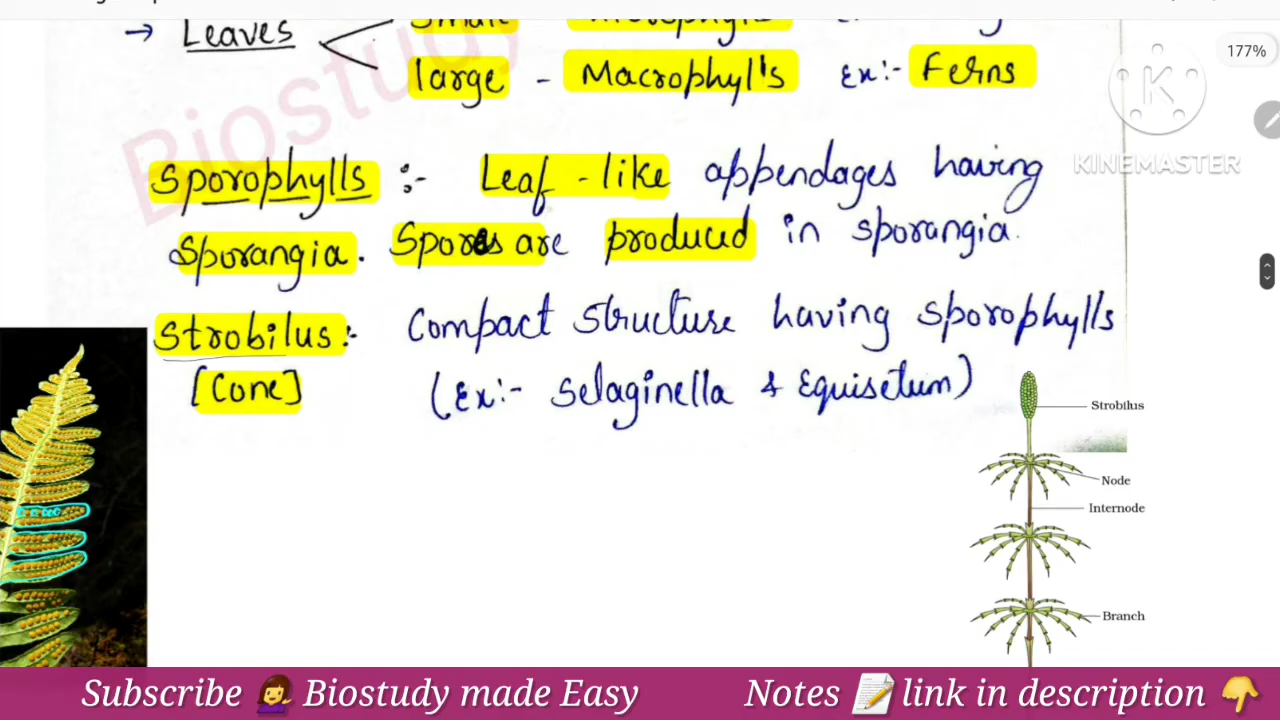 → Leaves
large - Macrophyl's Ex:- Ferns
177%
Biostudy
KINEMASTER
Sporophylls :- Leaf-like appendages having
Sporangia. Spores are produced in sporangia.
Strobilus:- Compact structure having sporophylls
[Cone] (Ex:- Selaginella & Equisetum)
Strobilus
Node
Internode
Branch
Subscribe 🙇‍♀️ Biostudy made Easy Notes 📝 link in description 👇